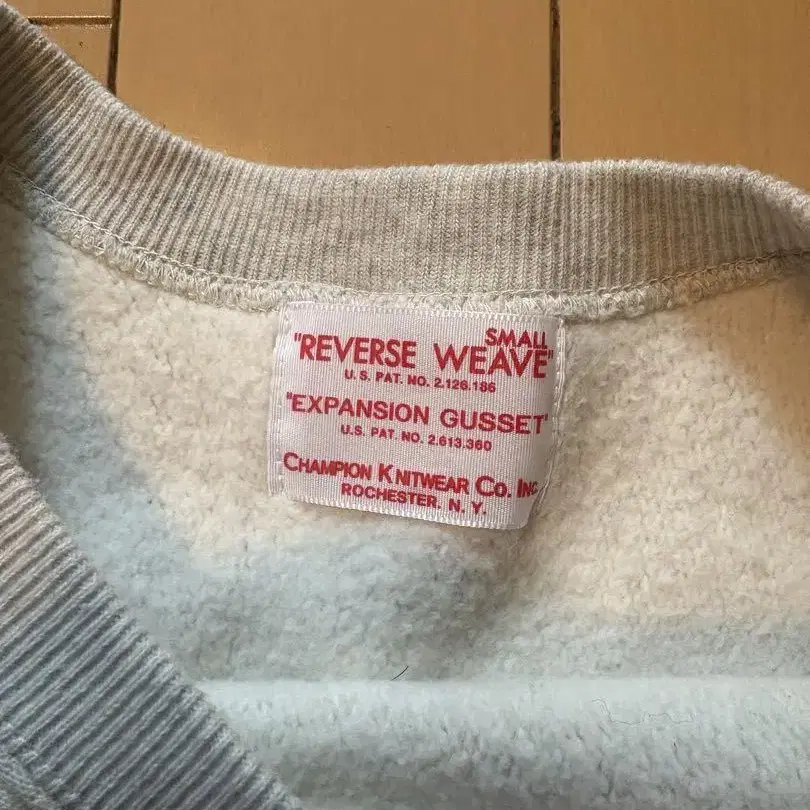 SMALL
"REVERSE WEAVE"
U.S. PAT. NO. 2.126.186
"EXPANSION GUSSET"
U.S. PAT. NO. 2.613.360
CHAMPION KNITWEAR CO. INC.
ROCHESTER, N. Y.